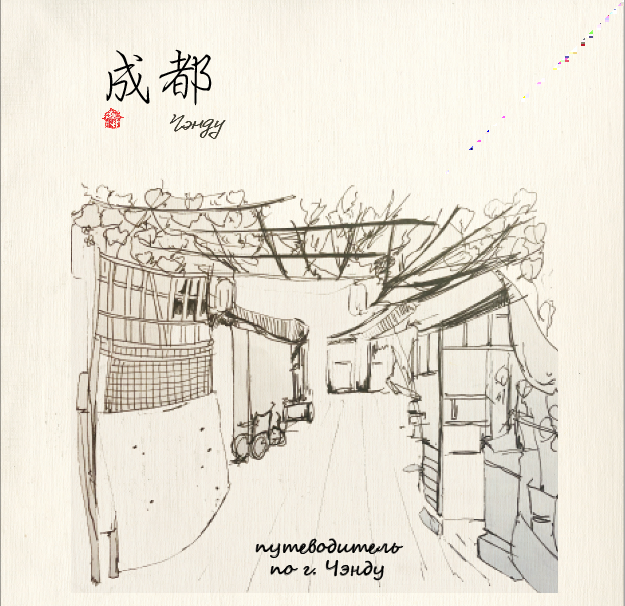 成都
Чэнду
путеводитель
по г. Чэнду